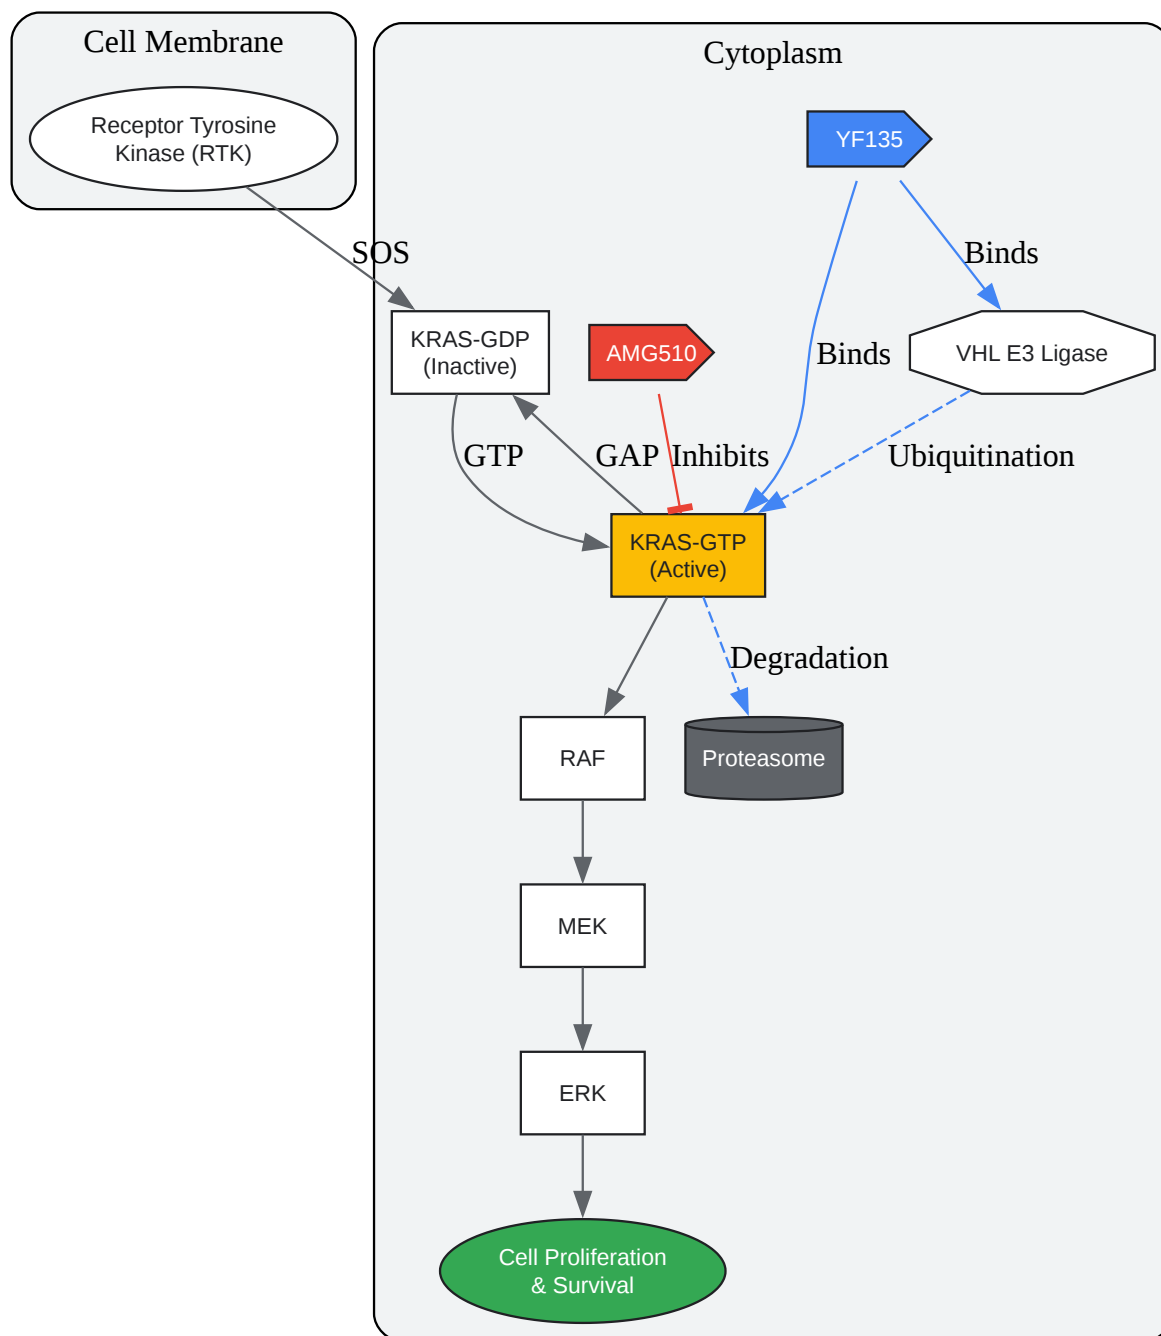 Cell Membrane
Receptor Tyrosine
Kinase (RTK)
Cytoplasm
YF135
SOS
Binds
KRAS-GDP
(Inactive)
AMG510
Binds
VHL E3 Ligase
GTP
GAP
Inhibits
Ubiquitination
KRAS-GTP
(Active)
Degradation
RAF
Proteasome
MEK
ERK
Cell Proliferation
& Survival